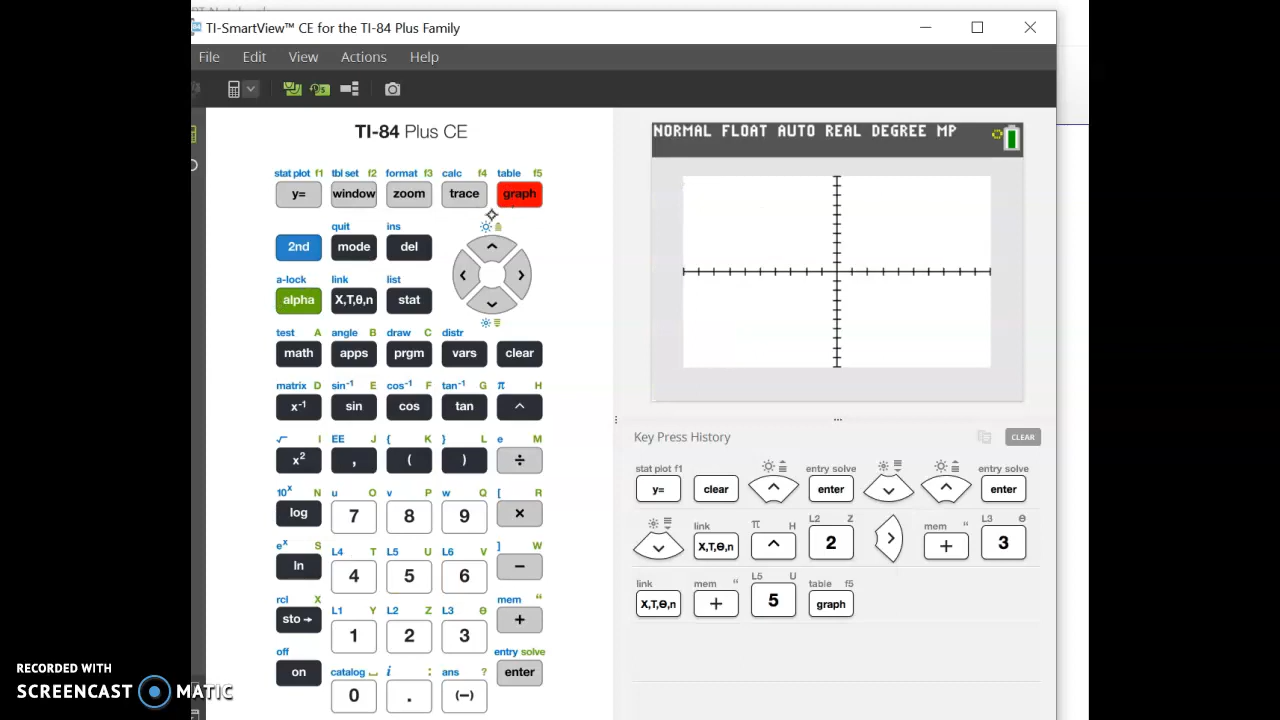 TI-SmartView™ CE for the TI-84 Plus Family
File Edit View Actions Help
TI-84 Plus CE
NORMAL FLOAT AUTO REAL DEGREE MP
stat plot f1 tbl set f2 format f3 calc f4 table f5
y= window zoom trace graph
quit ins
2nd mode del
a-lock link list
alpha X,T,θ,n stat
test A angle B draw C distr
math apps prgm vars clear
matrix D sin-1 E cos-1 F tan-1 G π H
x-1 sin cos tan ^
√ I EE J { K } L e M
x2 , ( ) ÷
10x N u O v P w Q [ R
log 7 8 9 ×
ex S L4 T L5 U L6 V ] W
ln 4 5 6 −
rcl X L1 Y L2 Z L3 θ mem “
sto→ 1 2 3 +
off catalog i : ans ? entry solve
on 0 . (−) enter
Key Press History CLEAR
stat plot f1 entry solve entry solve
y= clear ^ enter enter
link π H L2 Z mem “ L3 θ
X,T,θ,n ^ 2 + 3
link mem “ L5 U table f5
X,T,θ,n + 5 graph
RECORDED WITH
SCREENCAST MATIC